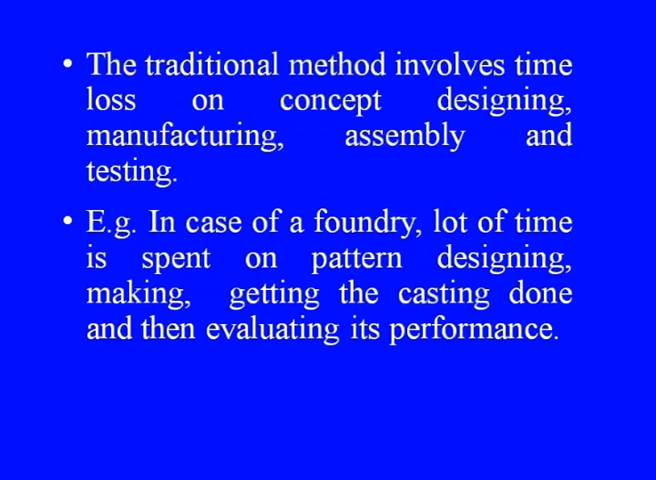 • The traditional method involves time
loss on concept designing,
manufacturing, assembly and
testing.
• E.g. In case of a foundry, lot of time
is spent on pattern designing,
making, getting the casting done
and then evaluating its performance.